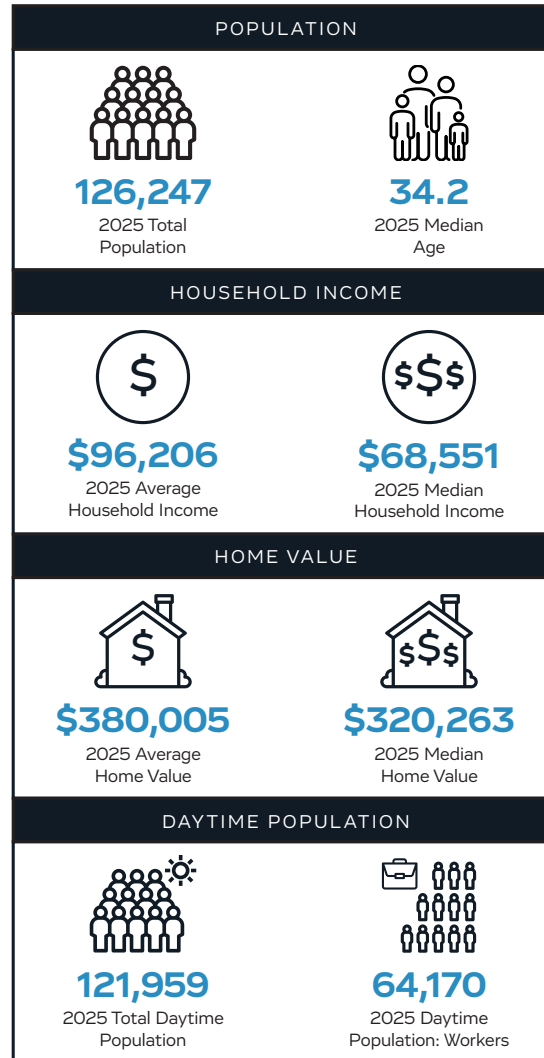 POPULATION
126,247
2025 Total
Population
34.2
2025 Median
Age
HOUSEHOLD INCOME
$
$96,206
2025 Average
Household Income
$$$
$68,551
2025 Median
Household Income
HOME VALUE
$
$380,005
2025 Average
Home Value
$$$
$320,263
2025 Median
Home Value
DAYTIME POPULATION
121,959
2025 Total Daytime
Population
64,170
2025 Daytime
Population: Workers